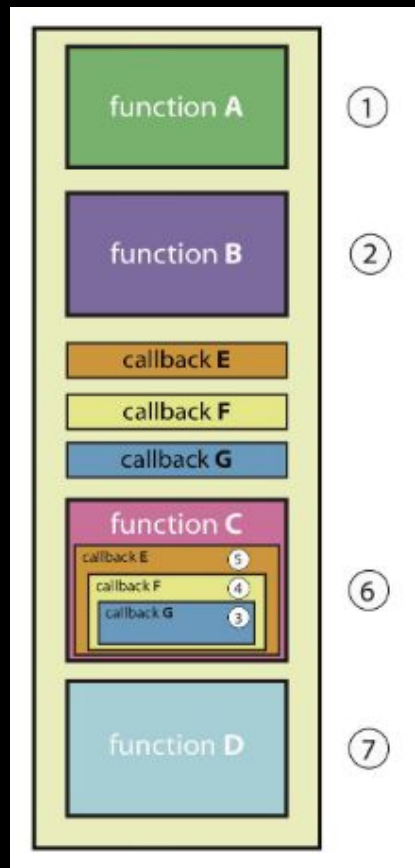 function A
1
function B
2
callback E
callback F
callback G
function C
callback E
5
callback F
4
callback G
3
6
function D
7